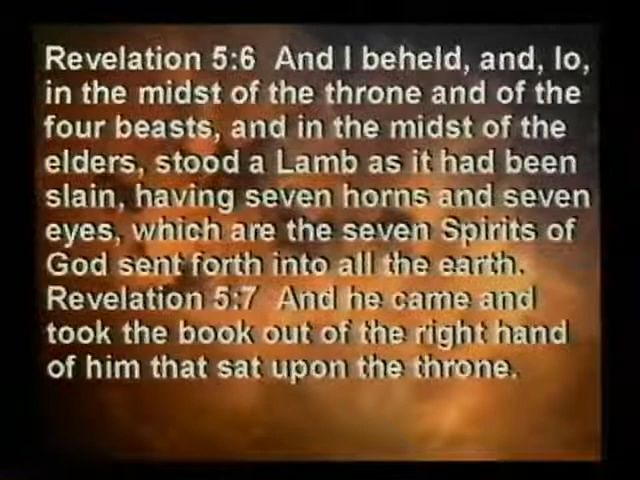 Revelation 5:6  And I beheld, and, lo,
in the midst of the throne and of the
four beasts, and in the midst of the
elders, stood a Lamb as it had been
slain, having seven horns and seven
eyes, which are the seven Spirits of
God sent forth into all the earth.
Revelation 5:7  And he came and
took the book out of the right hand
of him that sat upon the throne.